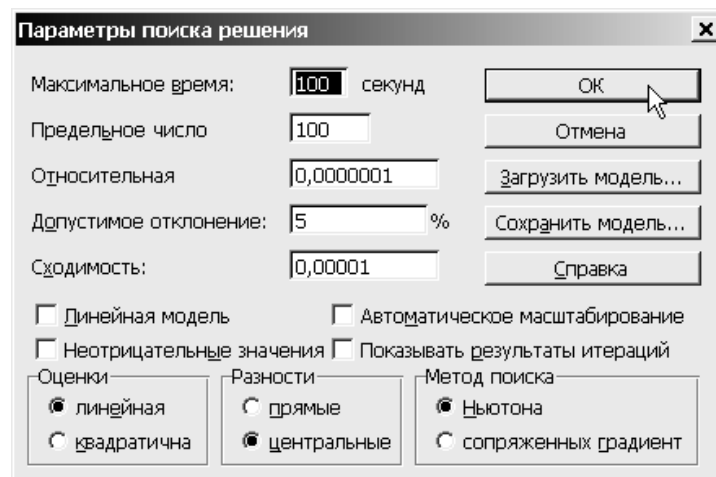 Параметры поиска решения
Максимальное время: 100 секунд ОК
Предельное число 100 Отмена
Относительная 0,0000001 Загрузить модель...
Допустимое отклонение: 5 % Сохранить модель...
Сходимость: 0,00001 Справка
Линейная модель Автоматическое масштабирование
Неотрицательные значения Показывать результаты итераций
Оценки Разности Метод поиска
линейная прямые Ньютона
квадратична центральные сопряженных градиент